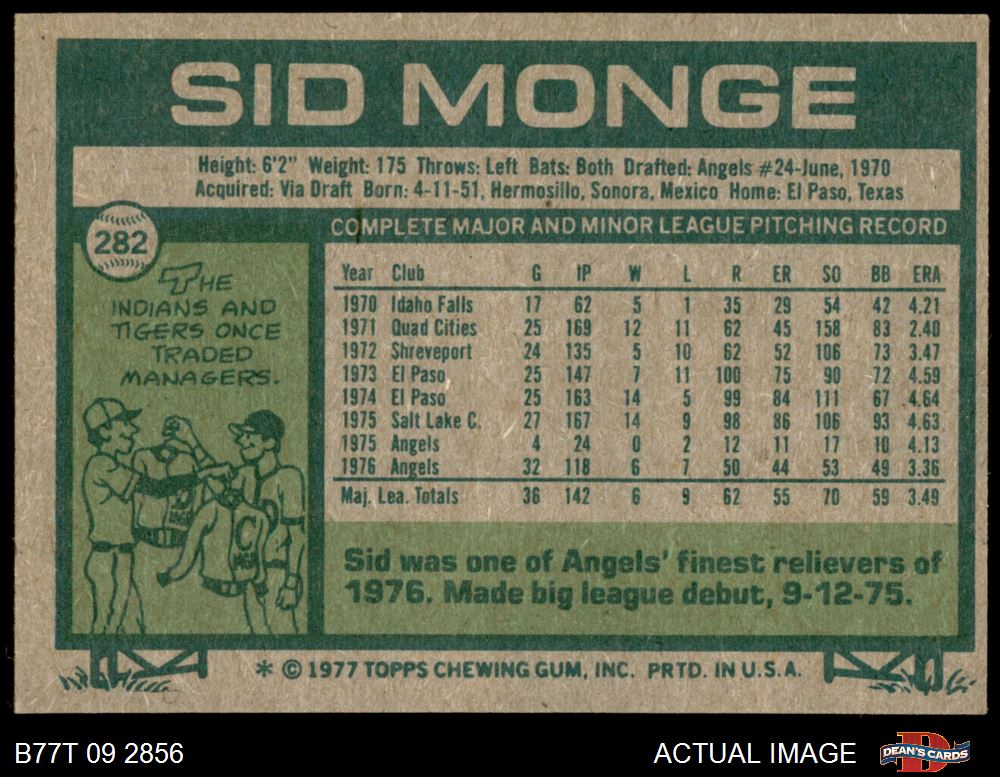 SID MONGE
Height: 6'2" Weight: 175 Throws: Left Bats: Both Drafted: Angels #24-June, 1970
Acquired: Via Draft Born: 4-11-51, Hermosillo, Sonora, Mexico Home: El Paso, Texas
282
THE
INDIANS AND
TIGERS ONCE
TRADED
MANAGERS.
C
COMPLETE MAJOR AND MINOR LEAGUE PITCHING RECORD
Year Club G IP W L R ER SO BB ERA
1970 Idaho Falls 17 62 5 1 35 29 54 42 4.21
1971 Quad Cities 25 169 12 11 62 45 158 83 2.40
1972 Shreveport 24 135 5 10 62 52 106 73 3.47
1973 El Paso 25 147 7 11 100 75 90 72 4.59
1974 El Paso 25 163 14 5 99 84 111 67 4.64
1975 Salt Lake C. 27 167 14 9 98 86 106 93 4.63
1975 Angels 4 24 0 2 12 11 17 10 4.13
1976 Angels 32 118 6 7 50 44 53 49 3.36
Maj. Lea. Totals 36 142 6 9 62 55 70 59 3.49
Sid was one of Angels' finest relievers of
1976. Made big league debut, 9-12-75.
* © 1977 TOPPS CHEWING GUM, INC. PRTD. IN U.S.A.
B77T 09 2856
ACTUAL IMAGE
D
DEAN'S CARDS